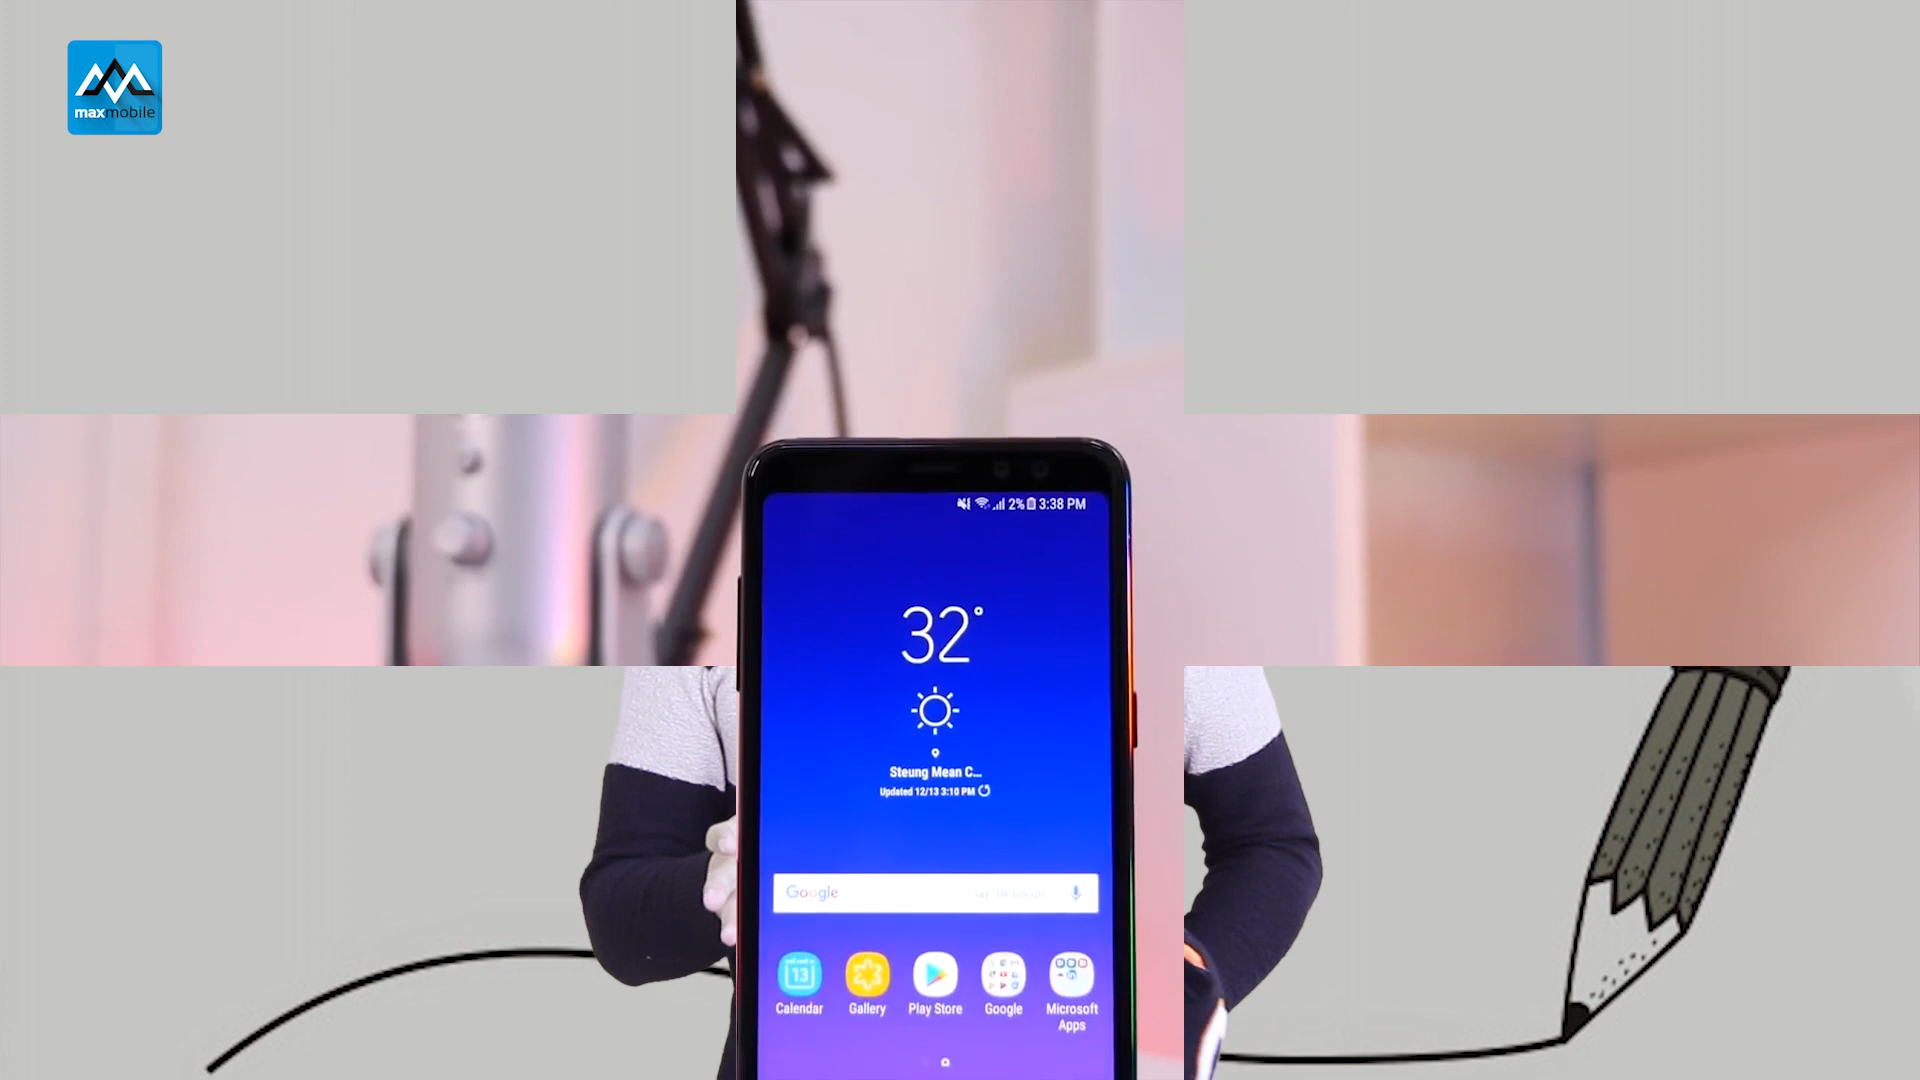 maxmobile
2% 3:38 PM
32°
Steung Mean C...
Updated 12/13 3:10 PM
Google
13
Calendar
Gallery
Play Store
Google
Microsoft
Apps